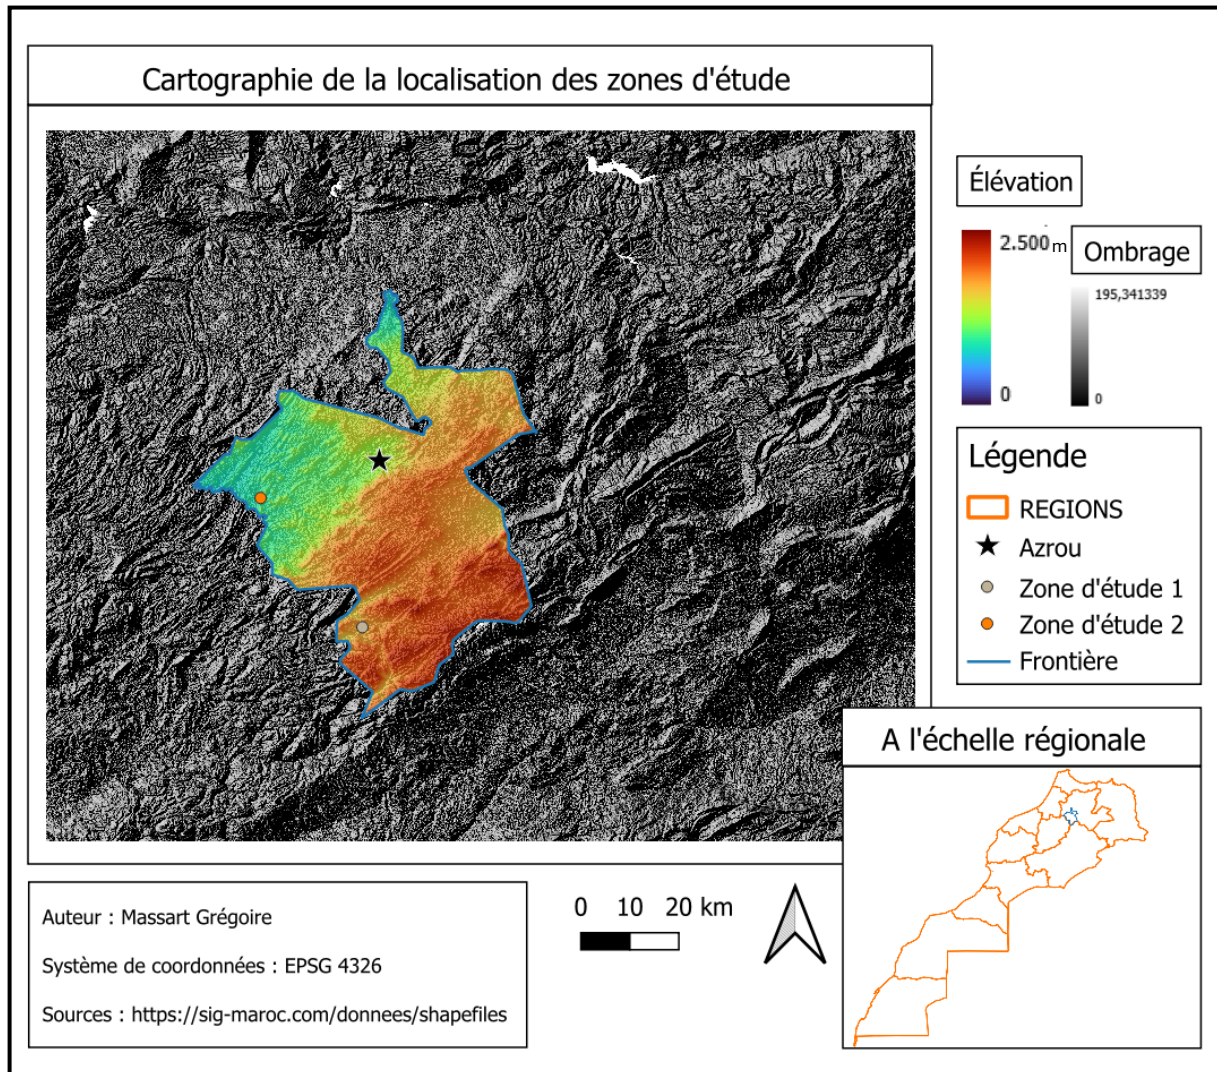 Cartographie de la localisation des zones d'étude
Élévation
2.500 m
0
Ombrage
195,341339
0
Légende
REGIONS
Azrou
Zone d'étude 1
Zone d'étude 2
Frontière
A l'échelle régionale
Auteur : Massart Grégoire
Système de coordonnées : EPSG 4326
Sources : https://sig-maroc.com/donnees/shapefiles
0 10 20 km